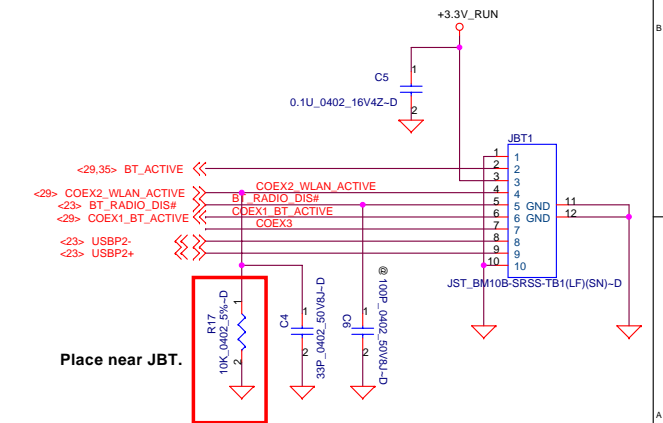 +3.3V_RUN
B
1
C5
0.1U_0402_16V4Z~D
2
JBT1
<29,35> BT_ACTIVE
<29> COEX2_WLAN_ACTIVE
<23> BT_RADIO_DIS#
<29> COEX1_BT_ACTIVE
<23> USBP2-
<23> USBP2+
COEX2_WLAN_ACTIVE
BT_RADIO_DIS#
COEX1_BT_ACTIVE
COEX3
1 1
2 2
3 3
4 4
5 5 GND 11
6 6 GND 12
7 7
8 8
9 9
10 10
JST_BM10B-SRSS-TB1(LF)(SN)~D
R17
10K_0402_5%~D
1
2
C4
33P_0402_50V8J~D
1
2
C6
@100P_0402_50V8J~D
1
2
Place near JBT.
A